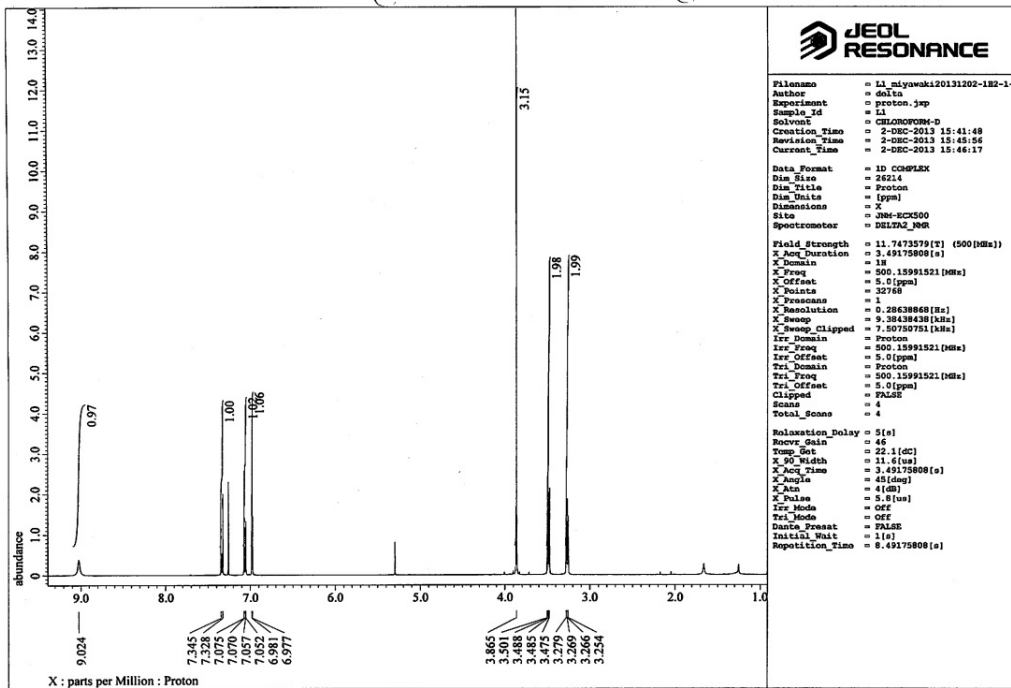 JEOL
RESONANCE
Filename = L1_miyawaki20131202-1H2-1-
Author = delta
Experiment = proton.jxp
Sample_Id = L1
Solvent = CHLOROFORM-D
Creation_Time = 2-DEC-2013 15:41:48
Revision_Time = 2-DEC-2013 15:45:56
Current_Time = 2-DEC-2013 15:46:17
Data_Format = 1D COMPLEX
Dim_Size = 26214
Dim_Title = Proton
Dim_Units = [ppm]
Dimensions = X
Site = JNM-ECX500
Spectrometer = DELTA2_NMR
Field_Strength = 11.7473579[T] (500[MHz])
X_Acq_Duration = 3.49175808[s]
X_Domain = 1H
X_Freq = 500.15991521[MHz]
X_Offset = 5.0[ppm]
X_Points = 32768
X_Prescans = 1
X_Resolution = 0.28638868[Hz]
X_Sweep = 9.38438438[kHz]
X_Sweep_Clipped = 7.50750751[kHz]
Irr_Domain = Proton
Irr_Freq = 500.15991521[MHz]
Irr_Offset = 5.0[ppm]
Tri_Domain = Proton
Tri_Freq = 500.15991521[MHz]
Tri_Offset = 5.0[ppm]
Clipped = FALSE
Scans = 4
Total_Scans = 4
Relaxation_Delay = 5[s]
Recvr_Gain = 46
Temp_Get = 22.1[dC]
X_90_Width = 11.6[us]
X_Acq_Time = 3.49175808[s]
X_Angle = 45[deg]
X_Atn = 4[dB]
X_Pulse = 5.8[us]
Irr_Mode = Off
Tri_Mode = Off
Dante_Presat = FALSE
Initial_Wait = 1[s]
Repetition_Time = 8.49175808[s]
abundance
14.0
13.0
12.0
11.0
10.0
9.0
8.0
7.0
6.0
5.0
4.0
3.0
2.0
1.0
0
0.97
1.00
1.02
1.06
3.15
1.98
1.99
9.0 8.0 7.0 6.0 5.0 4.0 3.0 2.0 1.0
9.024
7.345
7.328
7.075
7.070
7.057
7.052
6.981
6.977
3.865
3.501
3.488
3.485
3.475
3.279
3.269
3.266
3.254
X : parts per Million : Proton